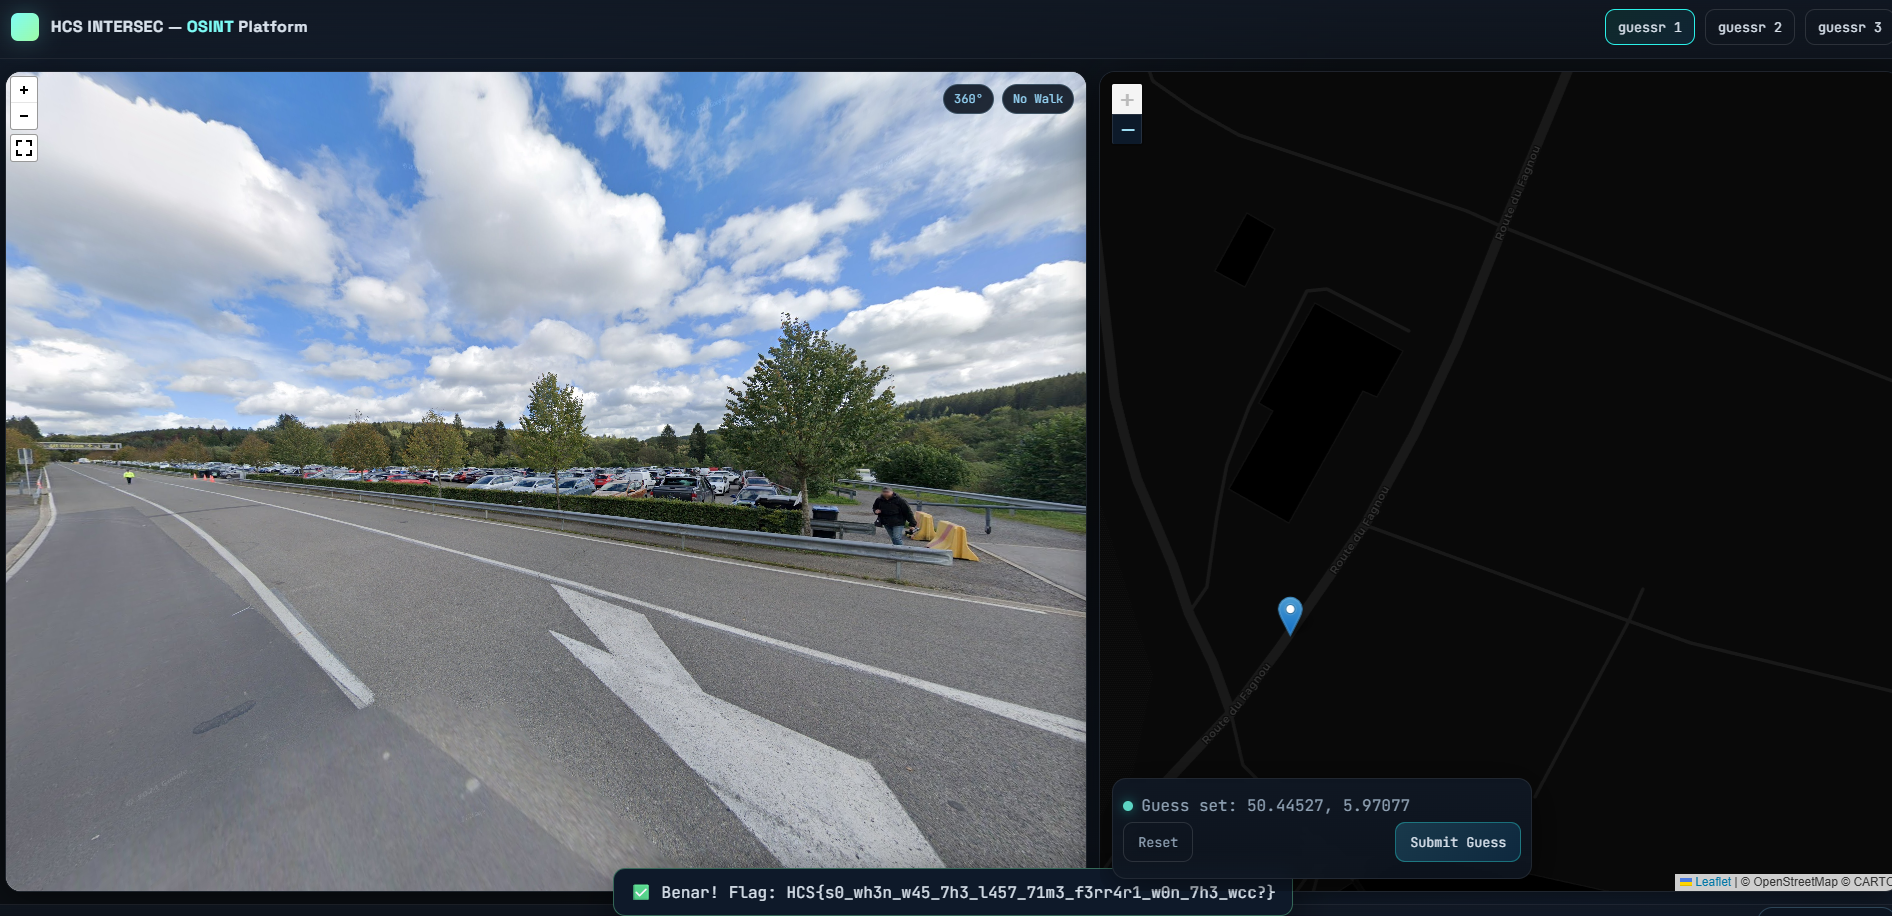 HCS INTERSEC — OSINT Platform
guessr 1
guessr 2
guessr 3
+
−
360°
No Walk
+
−
Route du Fagnou
Route du Fagnou
Route du Fagnou
Guess set: 50.44527, 5.97077
Reset
Submit Guess
✅ Benar! Flag: HCS{s0_wh3n_w45_7h3_l457_71m3_f3rr4r1_w0n_7h3_wcc?}
Leaflet | © OpenStreetMap © CARTO